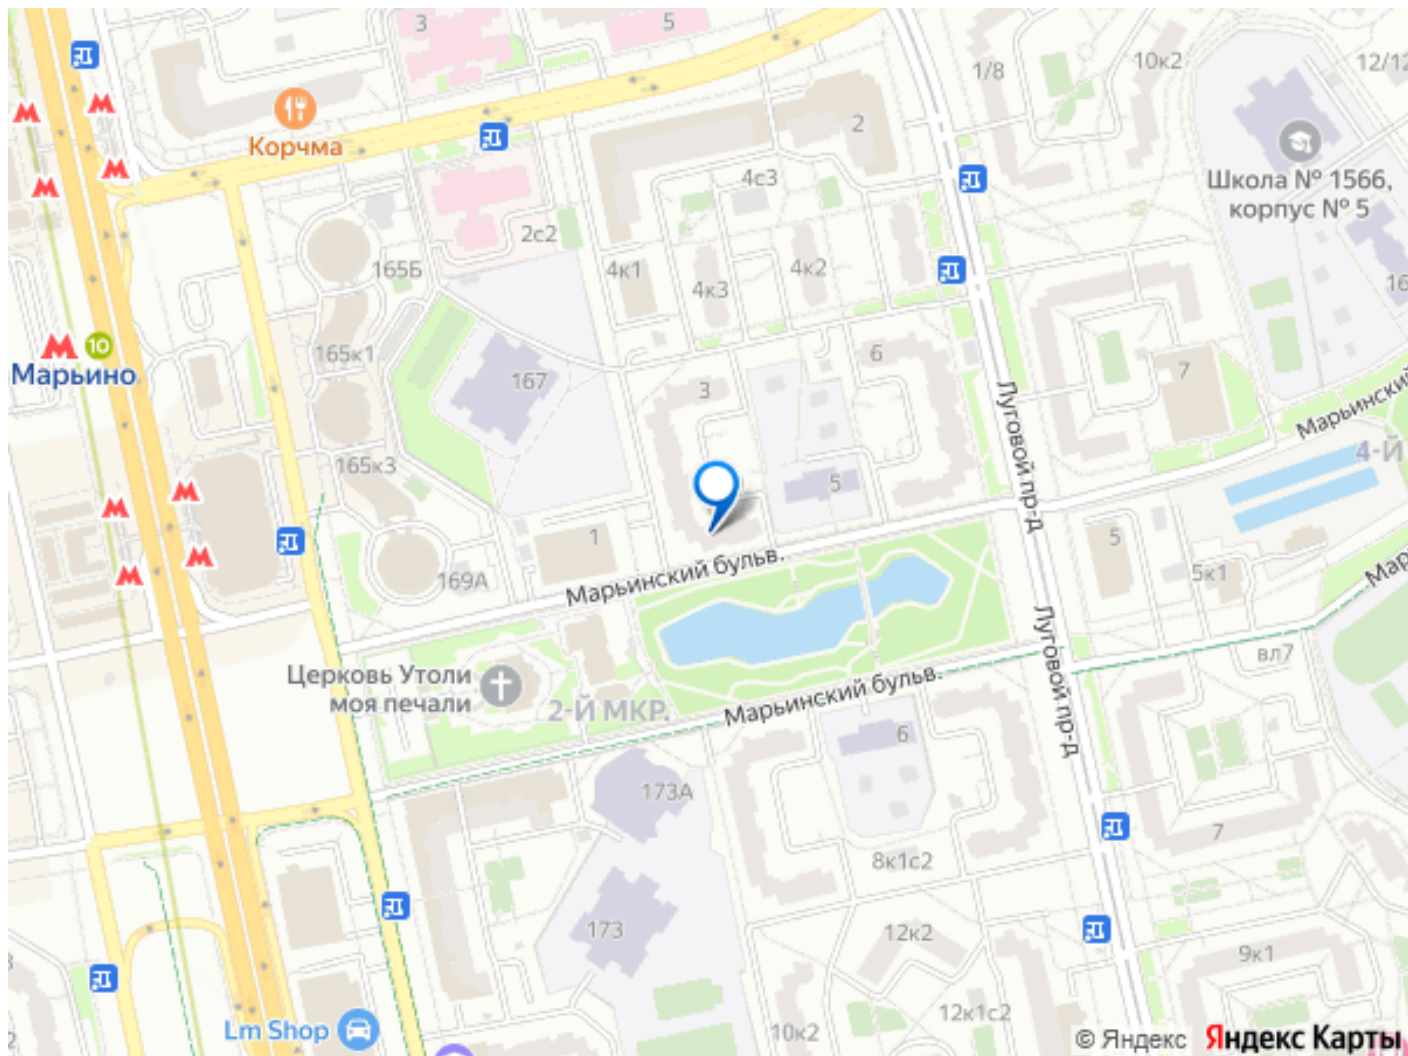 3
5
1/8
10к2
12/12
Корчма
2
Школа № 1566,
корпус № 5
4с3
2с2
165Б
4к1
4к2
4к3
16
10
Марьино
165к1
167
6
3
7
Луговой пр-д
Марьинский
4-Й
165к3
5
1
5
Марьинский бульв.
169А
5к1
Мар
Луговой пр-д
вл7
Церковь Утоли
моя печали
2-Й МКР.
Марьинский бульв.
6
173А
7
8к1с2
173
12к2
9к1
3
2
Lm Shop
10к2
12к1с2
© Яндекс Яндекс Карты